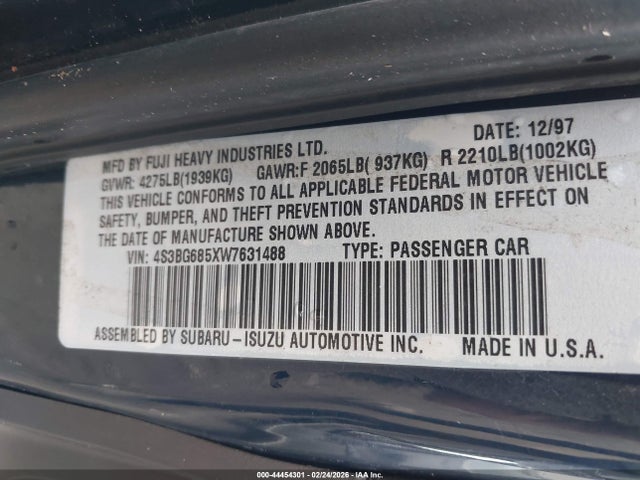 MFD BY FUJI HEAVY INDUSTRIES LTD. DATE: 12/97
GVWR: 4275LB(1939KG) GAWR:F 2065LB( 937KG) R 2210LB(1002KG)
THIS VEHICLE CONFORMS TO ALL APPLICABLE FEDERAL MOTOR VEHICLE
SAFETY, BUMPER, AND THEFT PREVENTION STANDARDS IN EFFECT ON
THE DATE OF MANUFACTURE SHOWN ABOVE.
VIN: 4S3BG685XW7631488 TYPE: PASSENGER CAR
ASSEMBLED BY SUBARU-ISUZU AUTOMOTIVE INC. MADE IN U.S.A.
000-44454301 - 02/24/2026 - © IAA Inc.